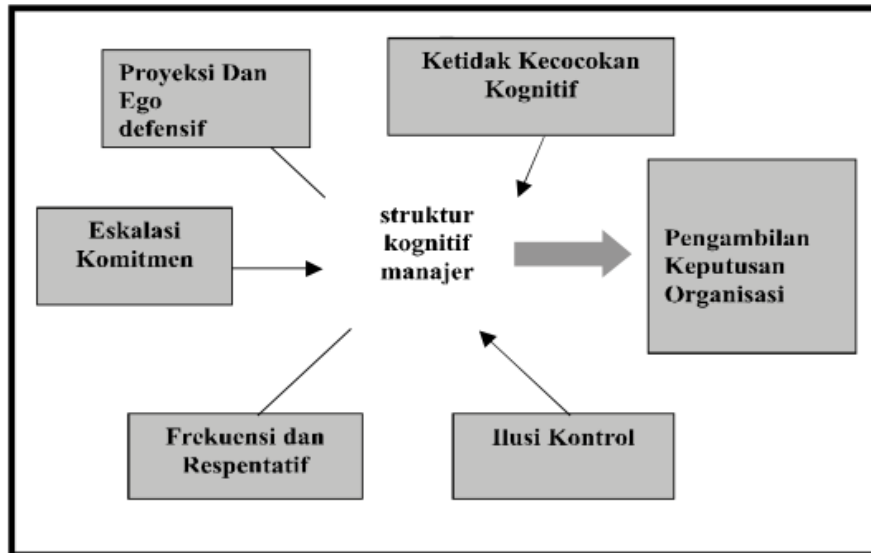 Proyeksi Dan
Ego
defensif
Ketidak Kecocokan
Kognitif
Eskalasi
Komitmen
struktur
kognitif
manajer
Pengambilan
Keputusan
Organisasi
Frekuensi dan
Respentatif
Ilusi Kontrol